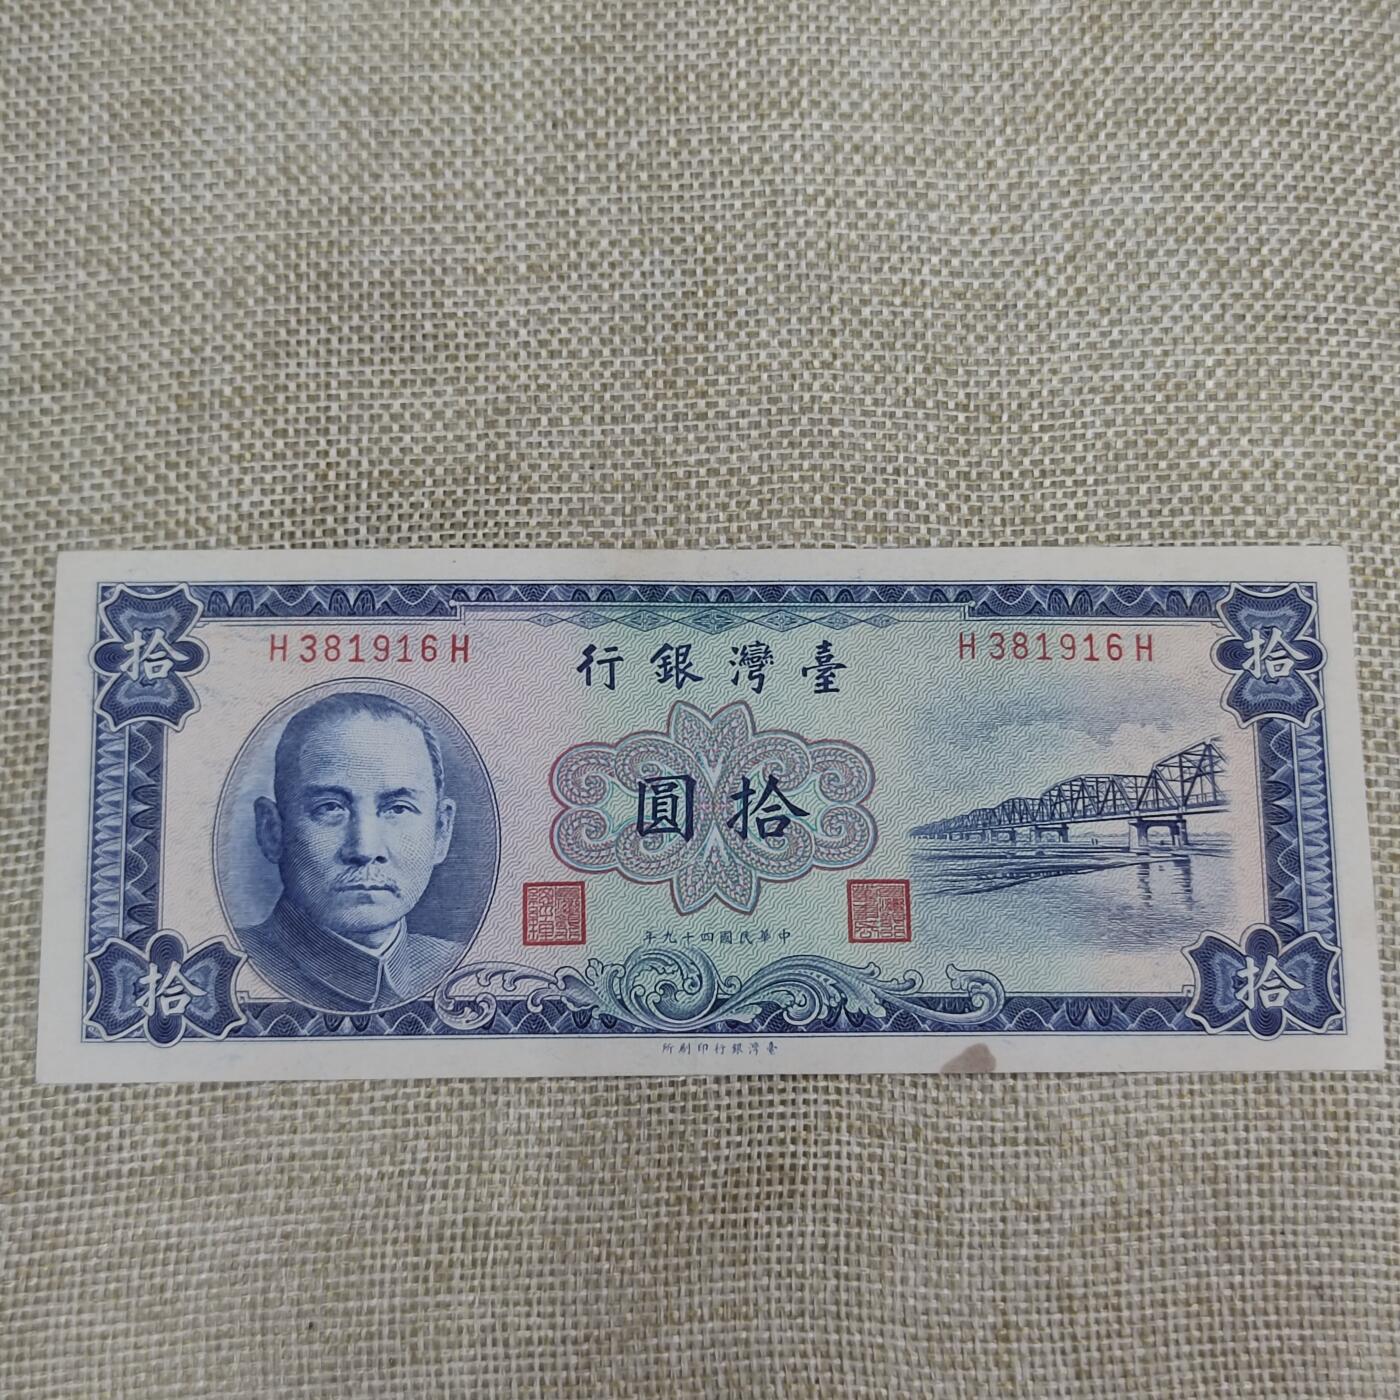 拾
H381916H
臺灣銀行
H381916H
拾
拾圓
中華民國四十九年
拾
拾
臺灣銀行印刷所